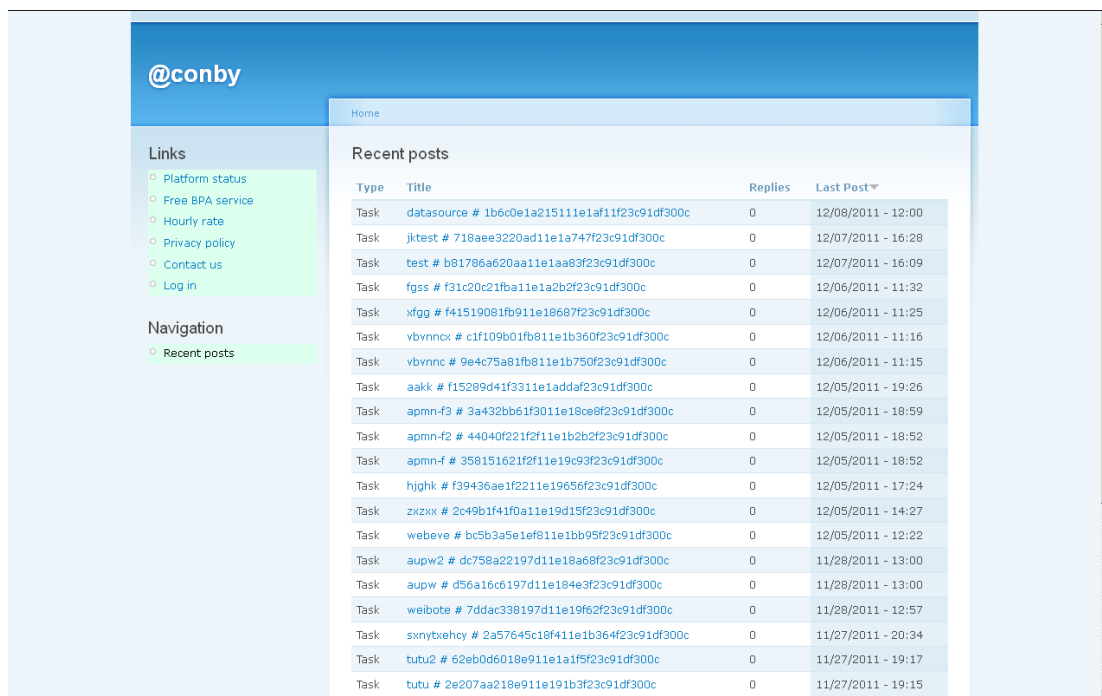 @conby
Home
Links
Platform status
Free BPA service
Hourly rate
Privacy policy
Contact us
Log in
Navigation
Recent posts
Recent posts
Type Title Replies Last Post
Task datasource # 1b6c0e1a215111e1af11f23c91df300c 0 12/08/2011 - 12:00
Task jktest # 718aee3220ad11e1a747f23c91df300c 0 12/07/2011 - 16:28
Task test # b81786a620aa11e1aa83f23c91df300c 0 12/07/2011 - 16:09
Task fgss # f31c20c21fba11e1a2b2f23c91df300c 0 12/06/2011 - 11:32
Task xfgg # f41519081fb911e18687f23c91df300c 0 12/06/2011 - 11:25
Task vbvnncx # c1f109b01fb811e1b360f23c91df300c 0 12/06/2011 - 11:16
Task vbvnnc # 9e4c75a81fb811e1b750f23c91df300c 0 12/06/2011 - 11:15
Task aakk # f15289d41f3311e1addaf23c91df300c 0 12/05/2011 - 19:26
Task apmn-f3 # 3a432bb61f3011e18ce8f23c91df300c 0 12/05/2011 - 18:59
Task apmn-f2 # 44040f221f2f11e1b2b2f23c91df300c 0 12/05/2011 - 18:52
Task apmn-f # 358151621f2f11e19c93f23c91df300c 0 12/05/2011 - 18:52
Task hjghk # f39436ae1f2211e19656f23c91df300c 0 12/05/2011 - 17:24
Task zxzxx # 2c49b1f41f0a11e19d15f23c91df300c 0 12/05/2011 - 14:27
Task webeve # bc5b3a5e1ef811e1bb95f23c91df300c 0 12/05/2011 - 12:22
Task aupw2 # dc758a22197d11e18a68f23c91df300c 0 11/28/2011 - 13:00
Task aupw # d56a16c6197d11e184e3f23c91df300c 0 11/28/2011 - 13:00
Task weibote # 7ddac338197d11e19f62f23c91df300c 0 11/28/2011 - 12:57
Task sxnytxehcy # 2a57645c18f411e1b364f23c91df300c 0 11/27/2011 - 20:34
Task tutu2 # 62eb0d6018e911e1a1f5f23c91df300c 0 11/27/2011 - 19:17
Task tutu # 2e207aa218e911e191b3f23c91df300c 0 11/27/2011 - 19:15